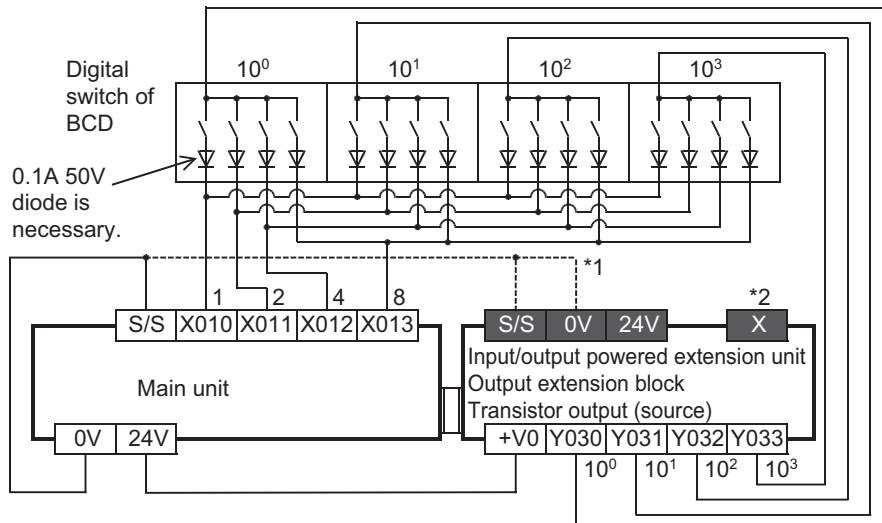 10⁰ 10¹ 10² 10³
Digital
switch of
BCD
0.1A 50V
diode is
necessary.
*1
1 2 4 8
*2
S/S X010 X011 X012 X013
S/S 0V 24V X
Main unit
Input/output powered extension unit
Output extension block
Transistor output (source)
0V 24V
+V0 Y030 Y031 Y032 Y033
10⁰ 10¹ 10² 10³